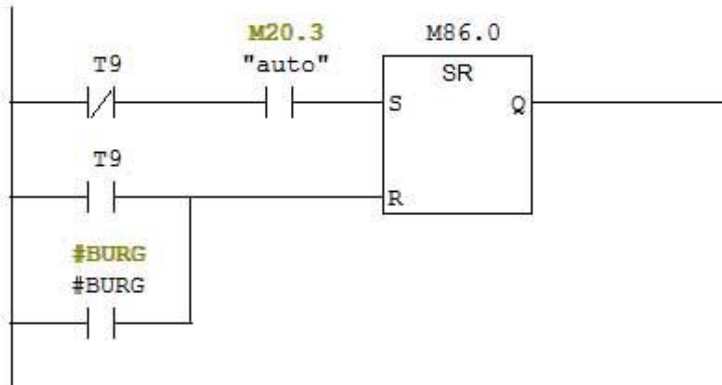 M20.3 M86.0
T9 "auto" SR
S Q
T9
R
#BURG
#BURG